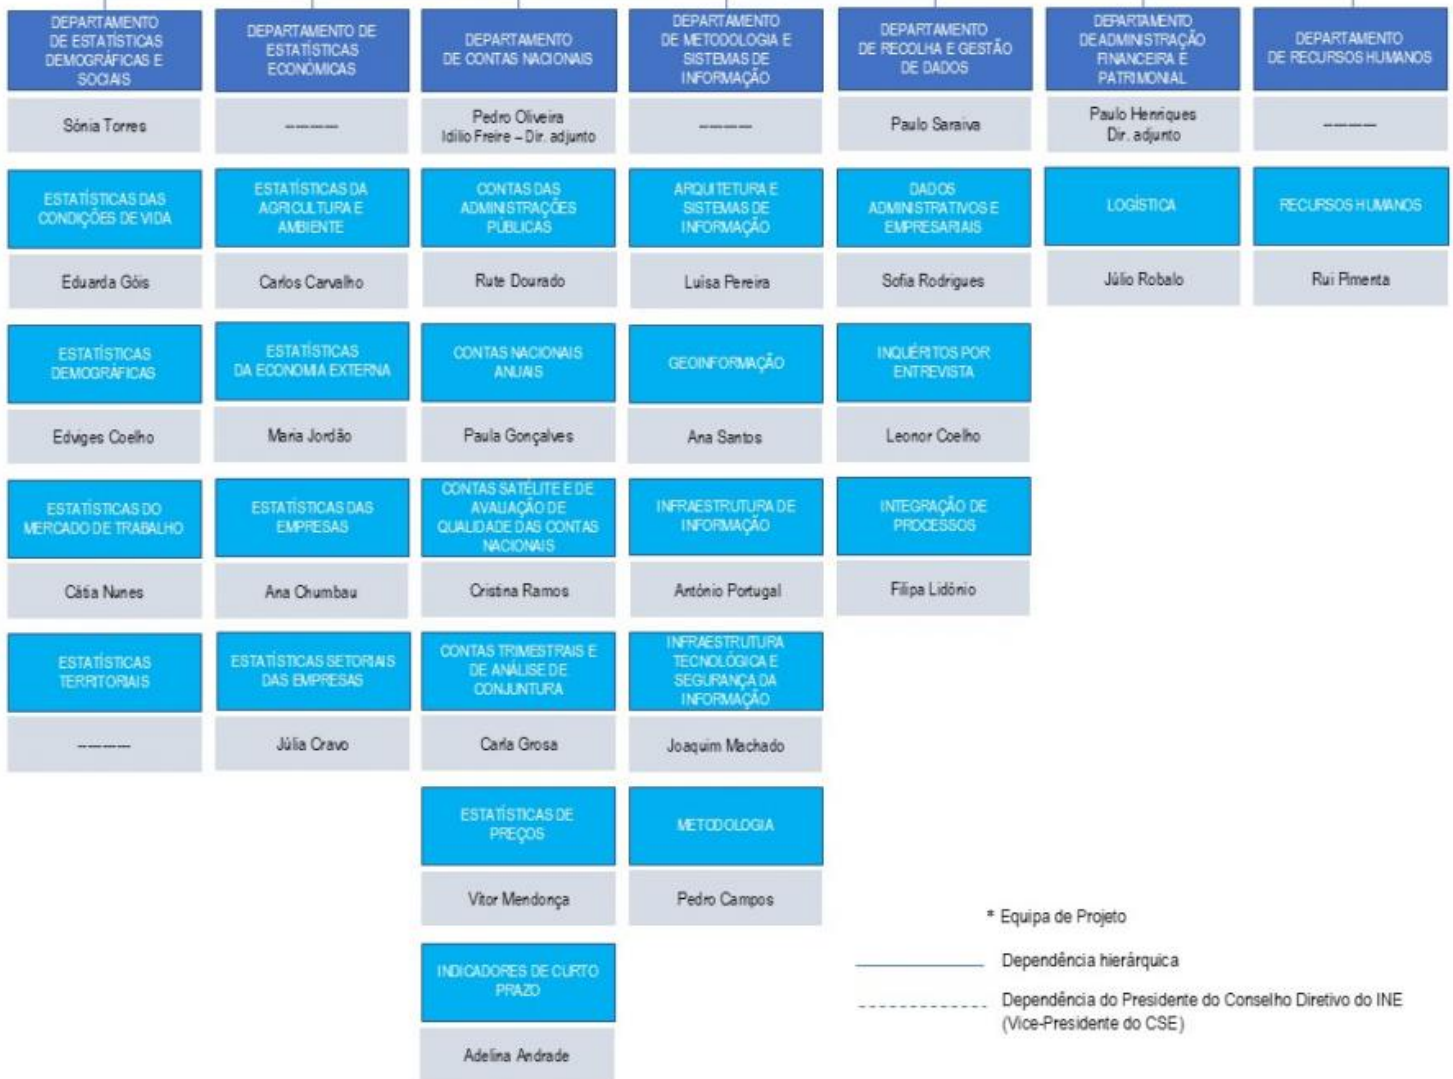 DEPARTAMENTO
DE ESTATÍSTICAS
DEMOGRÁFICAS E
SOCIAIS
Sónia Torres
ESTATÍSTICAS DAS
CONDIÇÕES DE VIDA
Eduarda Góis
ESTATÍSTICAS
DEMOGRÁFICAS
Edviges Coelho
ESTATÍSTICAS DO
MERCADO DE TRABALHO
Cátia Nunes
ESTATÍSTICAS
TERRITORIAIS
----------
DEPARTAMENTO DE
ESTATÍSTICAS
ECONÓMICAS
----------
ESTATÍSTICAS DA
AGRICULTURA E
AMBIENTE
Carlos Carvalho
ESTATÍSTICAS
DA ECONOMIA EXTERNA
Maria Jordão
ESTATÍSTICAS DAS
EMPRESAS
Ana Chumbau
ESTATÍSTICAS SETORIAIS
DAS EMPRESAS
Júlia Cravo
DEPARTAMENTO
DE CONTAS NACIONAIS
Pedro Oliveira
Idílio Freire – Dir. adjunto
CONTAS DAS
ADMINISTRAÇÕES
PÚBLICAS
Rute Dourado
CONTAS NACIONAIS
ANUAIS
Paula Gonçalves
CONTAS SATÉLITE E DE
AVALIAÇÃO DE
QUALIDADE DAS CONTAS
NACIONAIS
Cristina Ramos
CONTAS TRIMESTRAIS E
DE ANÁLISE DE
CONJUNTURA
Carla Grosa
ESTATÍSTICAS DE
PREÇOS
Vítor Mendonça
INDICADORES DE CURTO
PRAZO
Adelina Andrade
DEPARTAMENTO
DE METODOLOGIA E
SISTEMAS DE
INFORMAÇÃO
----------
ARQUITETURA E
SISTEMAS DE
INFORMAÇÃO
Luísa Pereira
GEOINFORMAÇÃO
Ana Santos
INFRAESTRUTURA DE
INFORMAÇÃO
António Portugal
INFRAESTRUTURA
TECNOLÓGICA E
SEGURANÇA DA
INFORMAÇÃO
Joaquim Machado
METODOLOGIA
Pedro Campos
DEPARTAMENTO
DE RECOLHA E GESTÃO
DE DADOS
Paulo Saraiva
DADOS
ADMINISTRATIVOS E
EMPRESARIAIS
Sofia Rodrigues
INQUÉRITOS POR
ENTREVISTA
Leonor Coelho
INTEGRAÇÃO DE
PROCESSOS
Filipa Lidónio
DEPARTAMENTO
DE ADMINISTRAÇÃO
FINANCEIRA E
PATRIMONIAL
Paulo Henriques
Dir. adjunto
LOGÍSTICA
Júlio Robalo
DEPARTAMENTO
DE RECURSOS HUMANOS
----------
RECURSOS HUMANOS
Rui Pimenta
* Equipa de Projeto
Dependência hierárquica
Dependência do Presidente do Conselho Diretivo do INE
(Vice-Presidente do CSE)